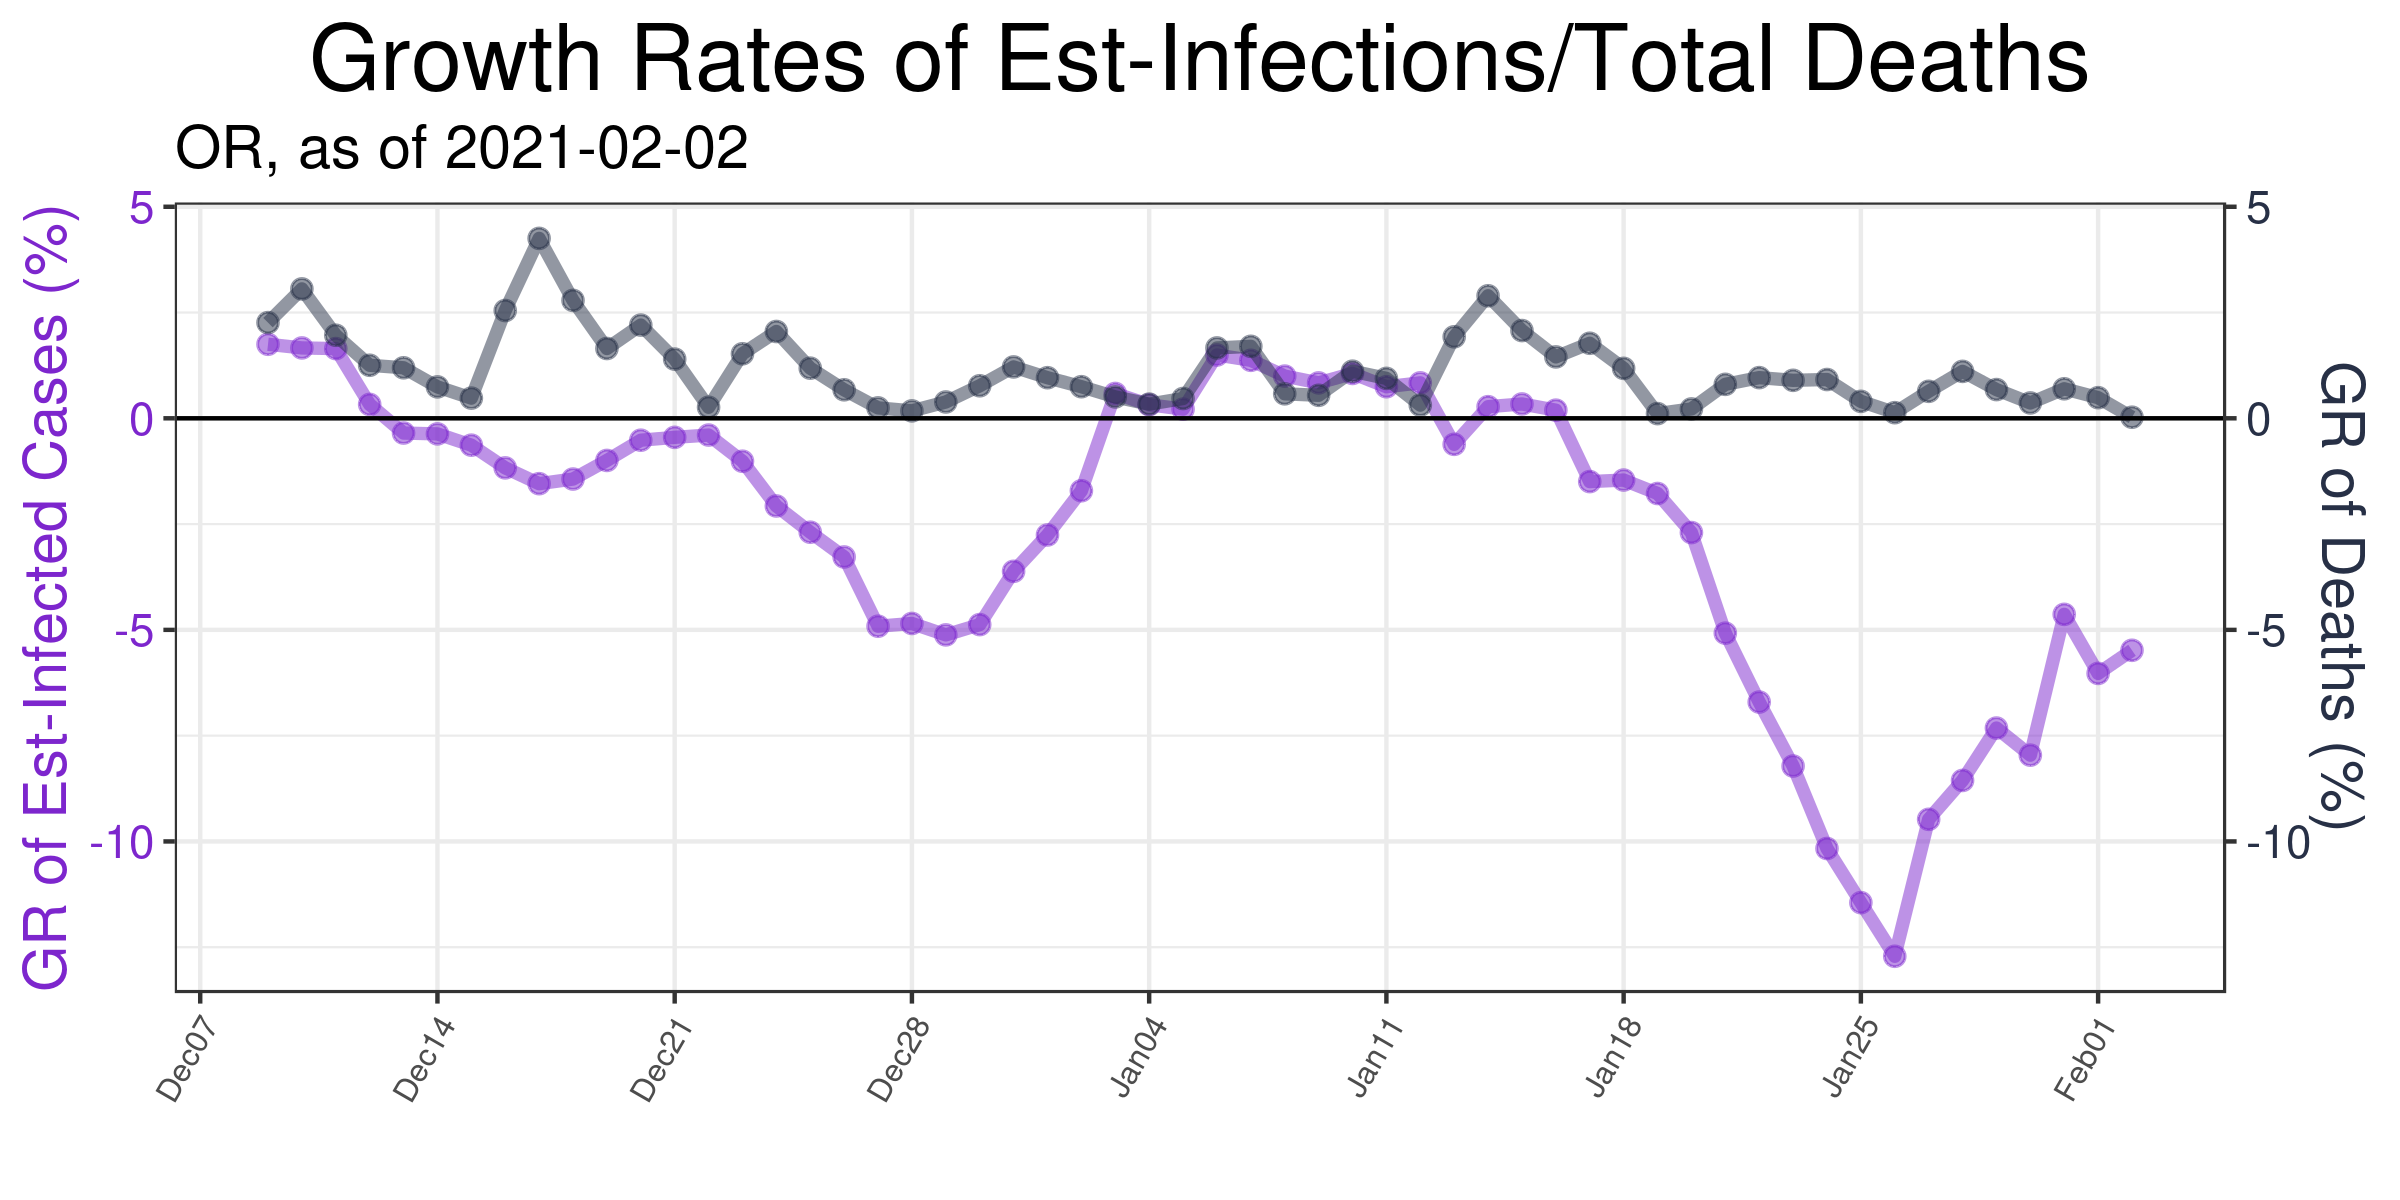 Growth Rates of Est-Infections/Total Deaths
OR, as of 2021-02-02
GR of Est-Infected Cases (%)
5
0
-5
-10
5
0
-5
-10
GR of Deaths (%)
Dec07
Dec14
Dec21
Dec28
Jan04
Jan11
Jan18
Jan25
Feb01